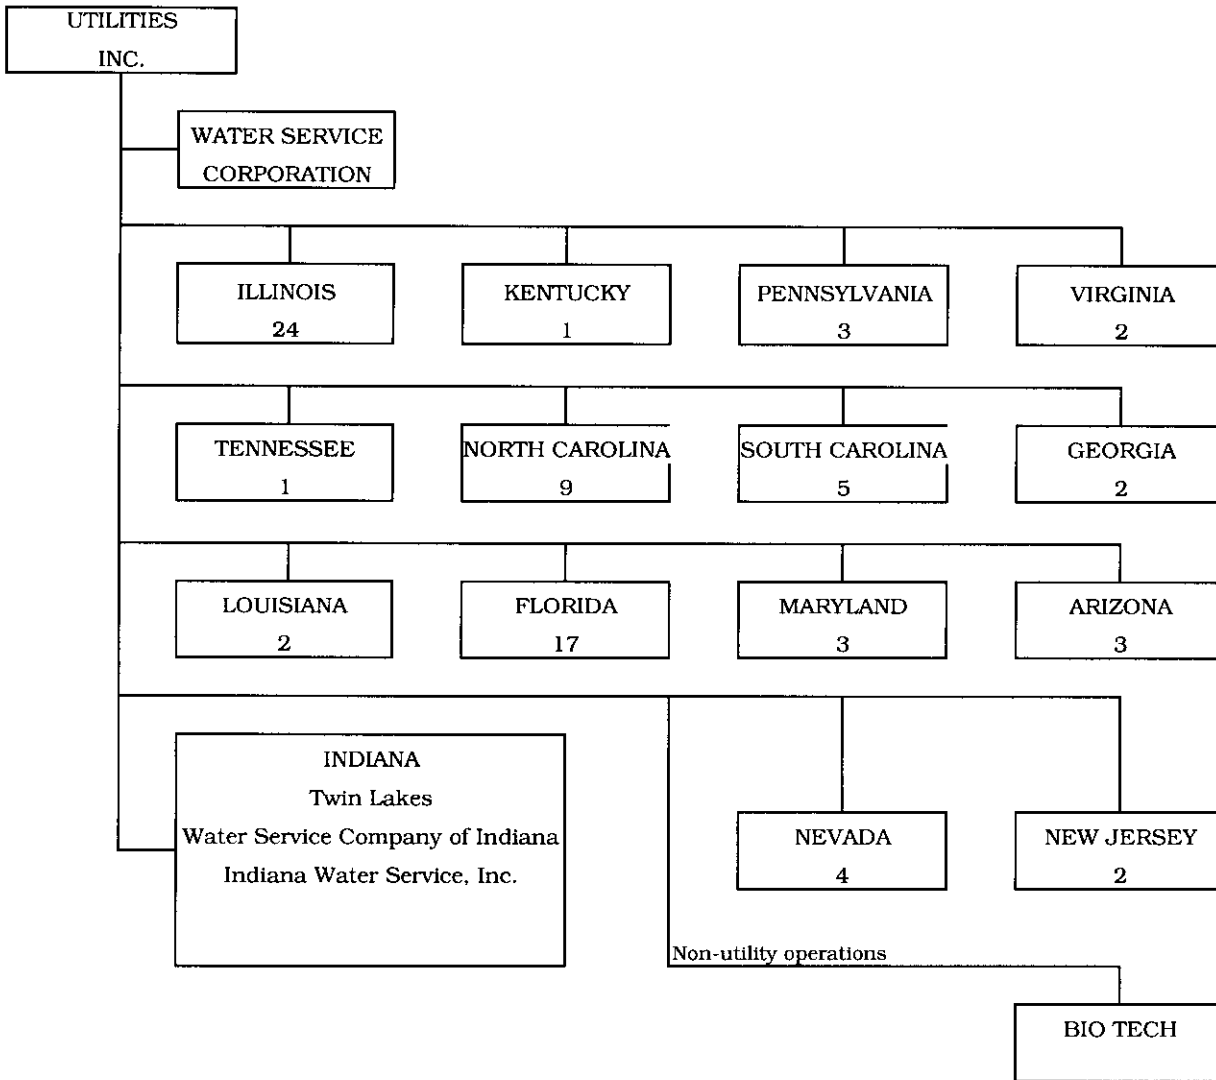 UTILITIES
INC.
WATER SERVICE
CORPORATION
ILLINOIS
24
KENTUCKY
1
PENNSYLVANIA
3
VIRGINIA
2
TENNESSEE
1
NORTH CAROLINA
9
SOUTH CAROLINA
5
GEORGIA
2
LOUISIANA
2
FLORIDA
17
MARYLAND
3
ARIZONA
3
INDIANA
Twin Lakes
Water Service Company of Indiana
Indiana Water Service, Inc.
NEVADA
4
NEW JERSEY
2
Non-utility operations
BIO TECH